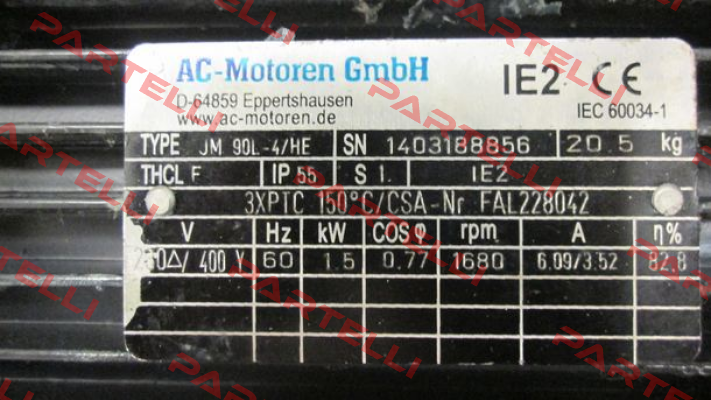 AC-Motoren GmbH IE2 CE
D-64859 Eppertshausen
www.ac-motoren.de IEC 60034-1
TYPE JM 90L-4/HE SN 1403188856 20.5 kg
THCL F IP 55 S 1. IE2
3XPTC 150°C/CSA-Nr FAL228042
V Hz kW COS φ rpm A η%
400 V 60 1.5 0.77 1680 6.09/3.52 82.8
PARTELLI
PARTELLI
PARTELLI
PARTELLI
PARTELLI
PARTELLI